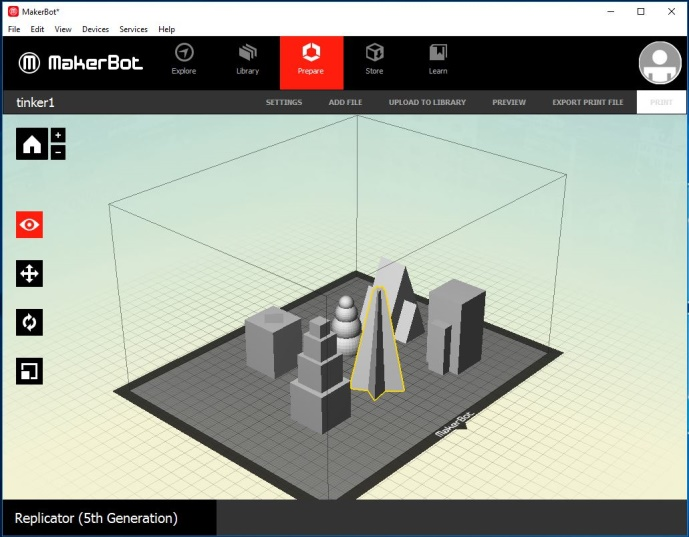 MakerBot*
File Edit View Devices Services Help
MakerBot
Explore Library Prepare Store Learn
tinker1
SETTINGS ADD FILE UPLOAD TO LIBRARY PREVIEW EXPORT PRINT FILE PRINT
+
−
MakerBot
Replicator (5th Generation)